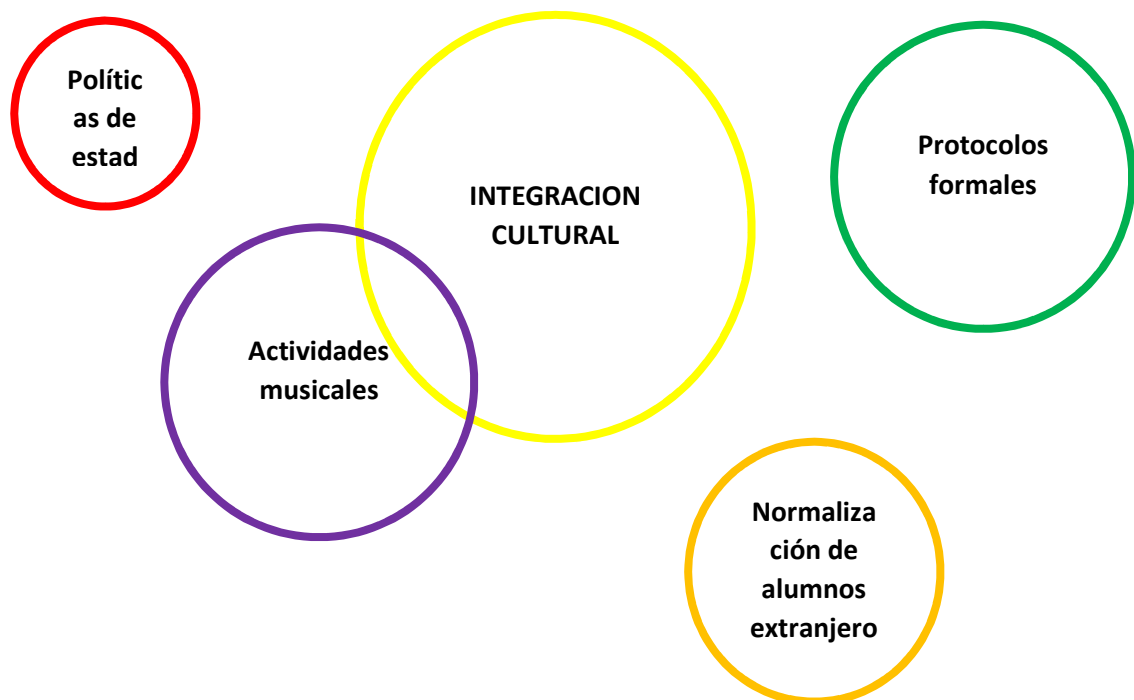 Polític
as de
estad
INTEGRACION
CULTURAL
Protocolos
formales
Actividades
musicales
Normaliza
ción de
alumnos
extranjero